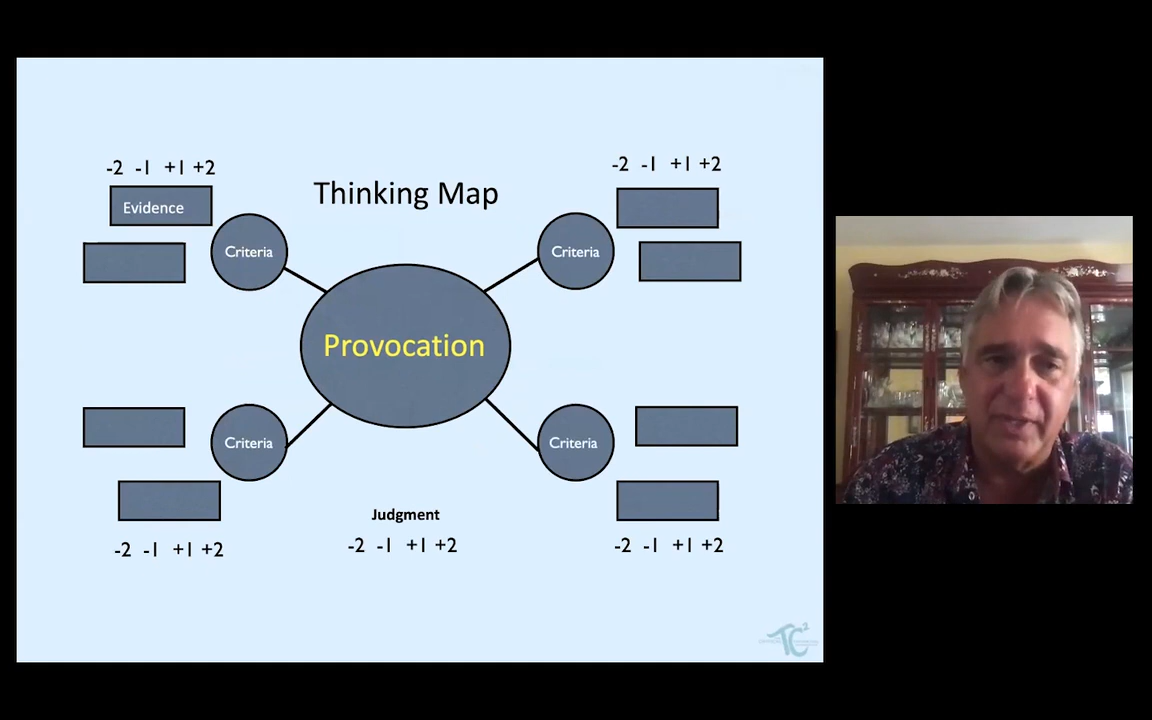 -2 -1 +1 +2
-2 -1 +1 +2
Thinking Map
Evidence
Criteria
Criteria
Provocation
Criteria
Criteria
Judgment
-2 -1 +1 +2
-2 -1 +1 +2
-2 -1 +1 +2
TC²